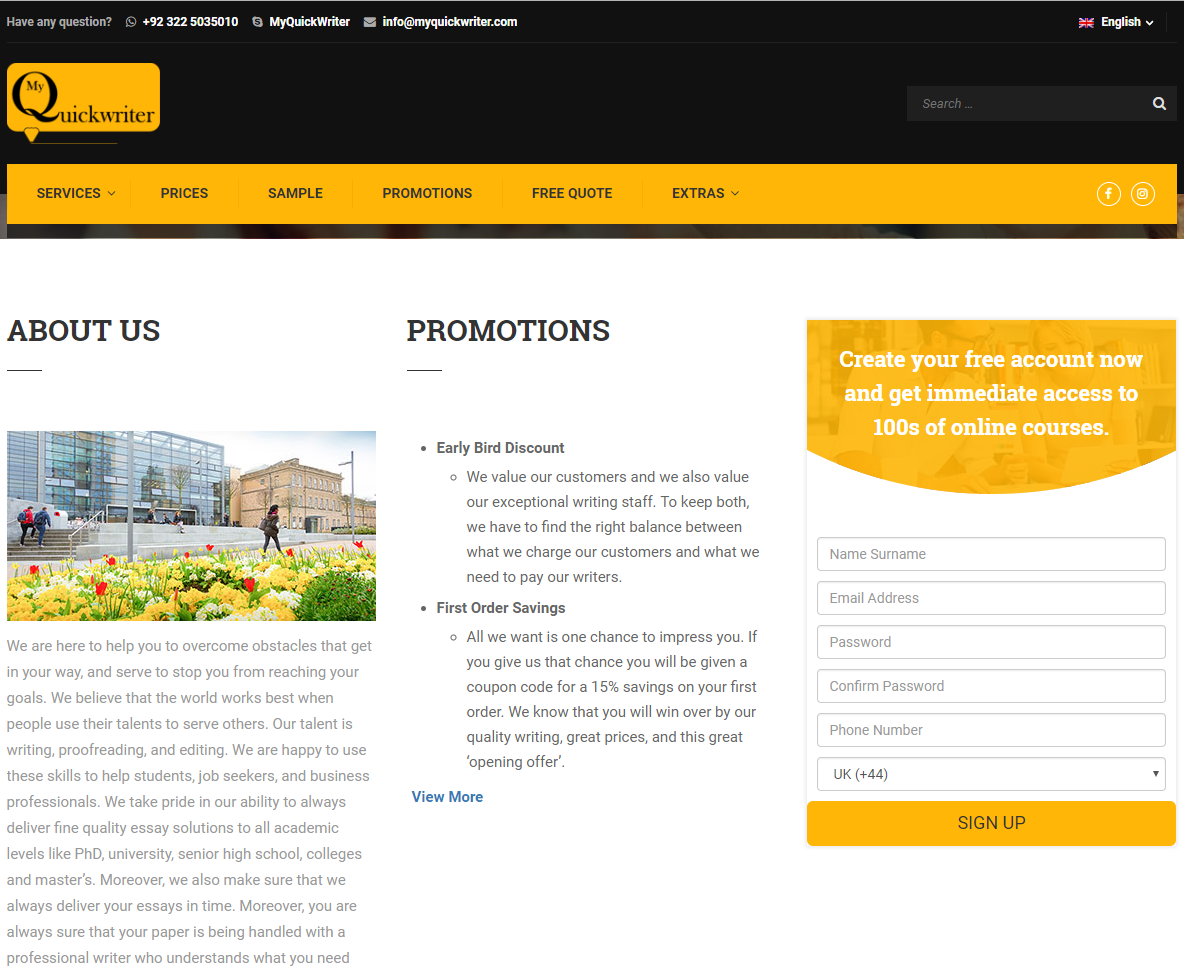 Have any question? +92 322 5035010 MyQuickWriter info@myquickwriter.com English
My
Quickwriter
Search ...
SERVICES PRICES SAMPLE PROMOTIONS FREE QUOTE EXTRAS
ABOUT US
We are here to help you to overcome obstacles that get
in your way, and serve to stop you from reaching your
goals. We believe that the world works best when
people use their talents to serve others. Our talent is
writing, proofreading, and editing. We are happy to use
these skills to help students, job seekers, and business
professionals. We take pride in our ability to always
deliver fine quality essay solutions to all academic
levels like PhD, university, senior high school, colleges
and master’s. Moreover, we also make sure that we
always deliver your essays in time. Moreover, you are
always sure that your paper is being handled with a
professional writer who understands what you need
PROMOTIONS
Early Bird Discount
We value our customers and we also value
our exceptional writing staff. To keep both,
we have to find the right balance between
what we charge our customers and what we
need to pay our writers.
First Order Savings
All we want is one chance to impress you. If
you give us that chance you will be given a
coupon code for a 15% savings on your first
order. We know that you will win over by our
quality writing, great prices, and this great
‘opening offer’.
View More
Create your free account now
and get immediate access to
100s of online courses.
Name Surname
Email Address
Password
Confirm Password
Phone Number
UK (+44)
SIGN UP